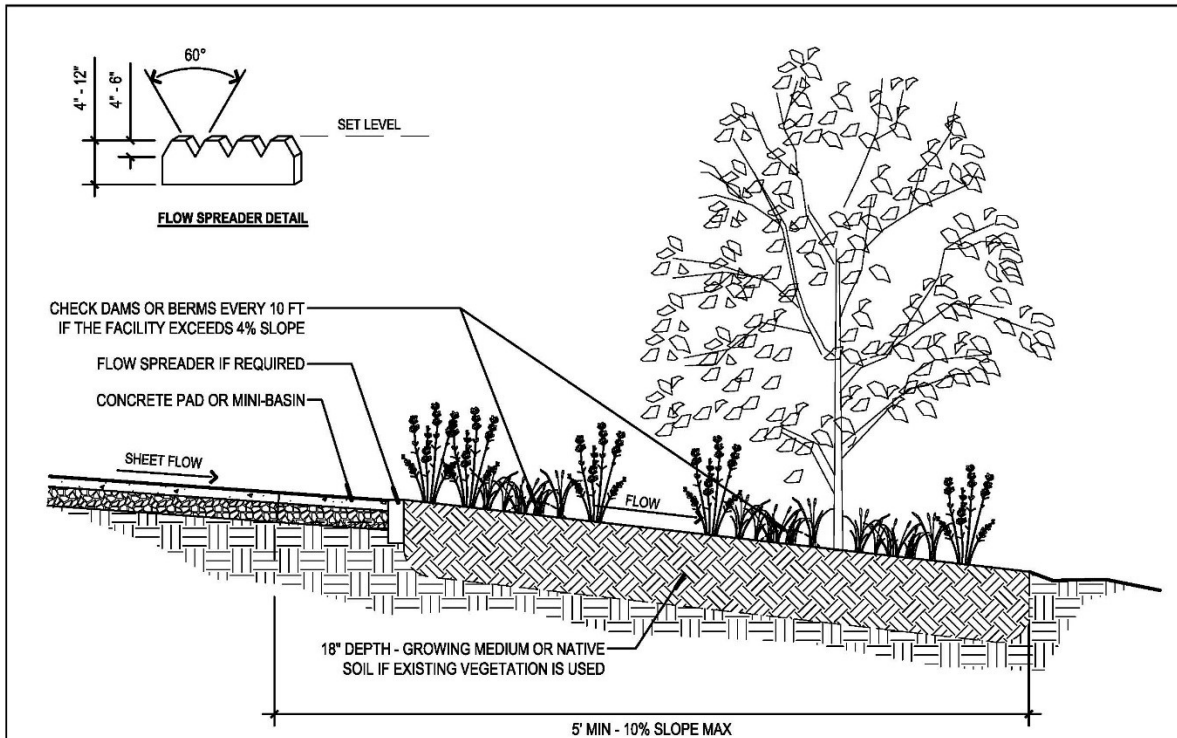 60°
4" - 12"
4" - 6"
SET LEVEL
FLOW SPREADER DETAIL
CHECK DAMS OR BERMS EVERY 10 FT
IF THE FACILITY EXCEEDS 4% SLOPE
FLOW SPREADER IF REQUIRED
CONCRETE PAD OR MINI-BASIN
SHEET FLOW
FLOW
18" DEPTH - GROWING MEDIUM OR NATIVE
SOIL IF EXISTING VEGETATION IS USED
5' MIN - 10% SLOPE MAX